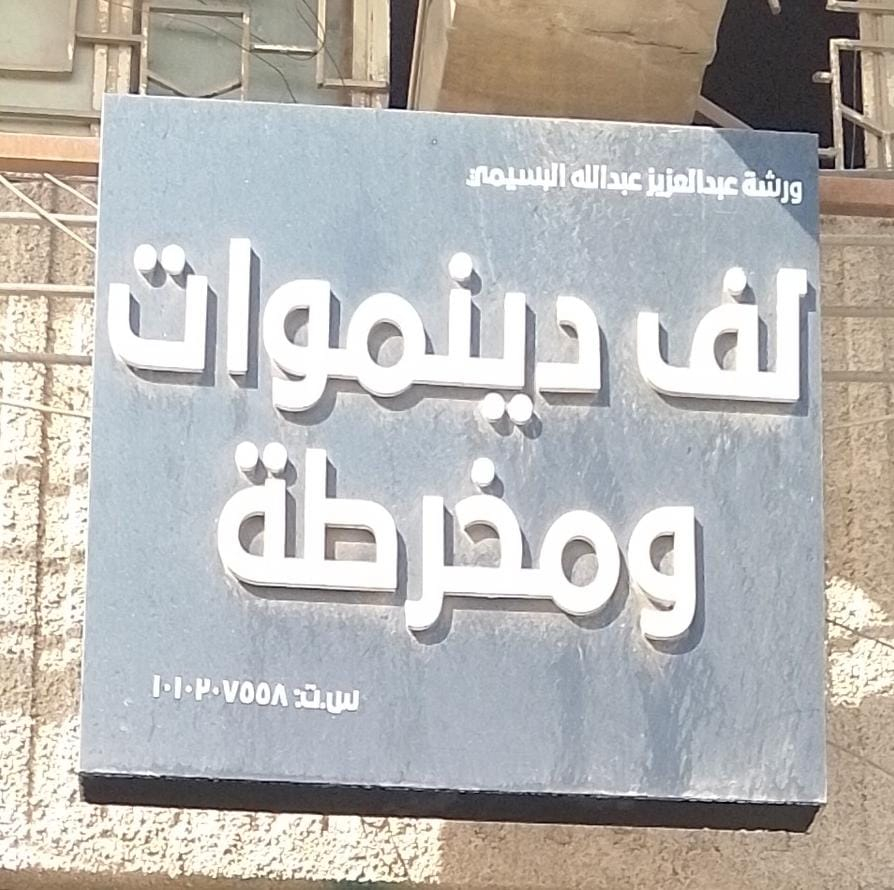 ورشة عبدالعزيز عبدالله البسيمي
لف دينموات
ومخرطة
س.ت: ١٠١٠٢٠٧٥٥٨